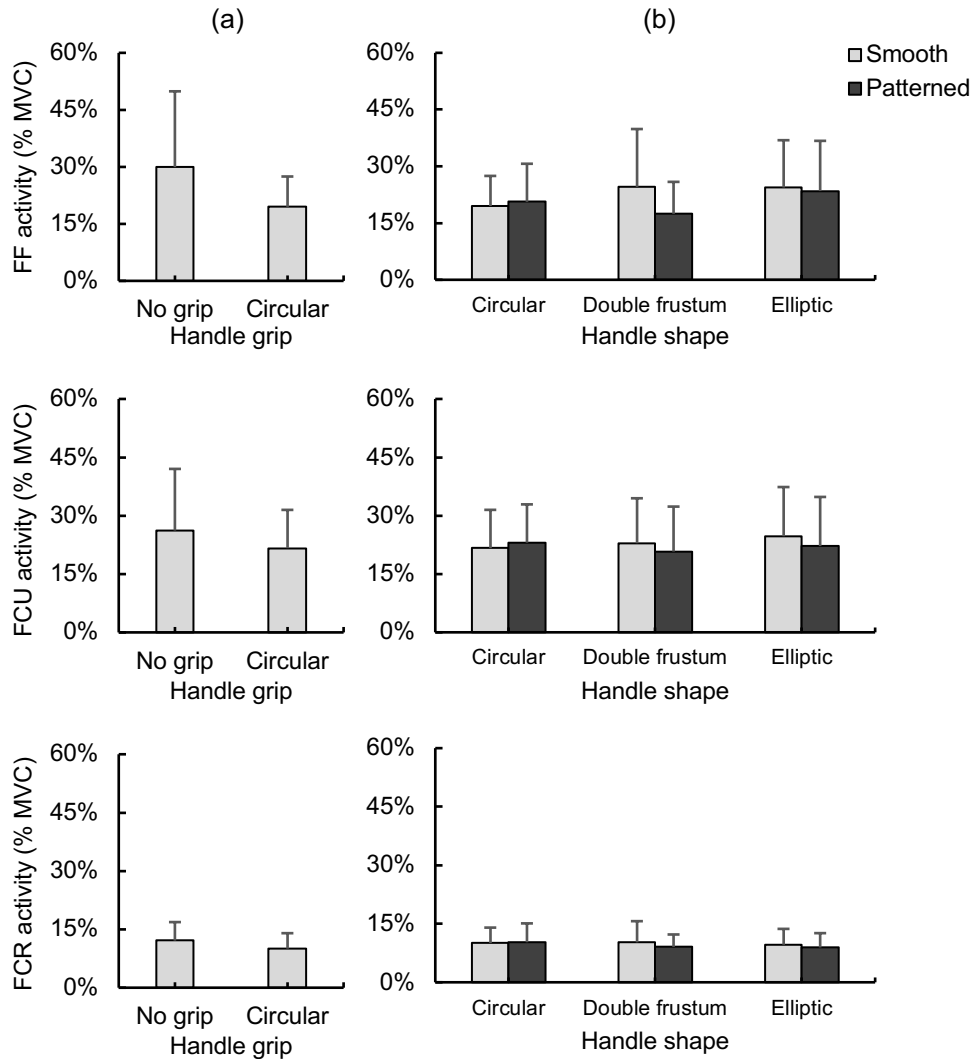 (a)
(b)
FF activity (% MVC)
60%
45%
30%
15%
0%
No grip Circular
Handle grip
60%
45%
30%
15%
0%
Smooth
Patterned
Circular Double frustum Elliptic
Handle shape
FCU activity (% MVC)
60%
45%
30%
15%
0%
No grip Circular
Handle grip
60%
45%
30%
15%
0%
Circular Double frustum Elliptic
Handle shape
FCR activity (% MVC)
60%
45%
30%
15%
0%
No grip Circular
Handle grip
60%
45%
30%
15%
0%
Circular Double frustum Elliptic
Handle shape